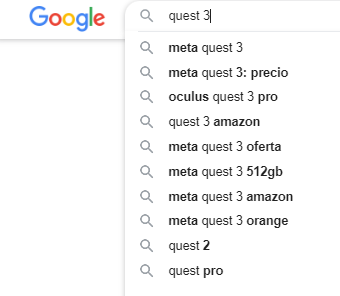 Google
quest 3
meta quest 3
meta quest 3: precio
oculus quest 3 pro
quest 3 amazon
meta quest 3 oferta
meta quest 3 512gb
meta quest 3 amazon
meta quest 3 orange
quest 2
quest pro